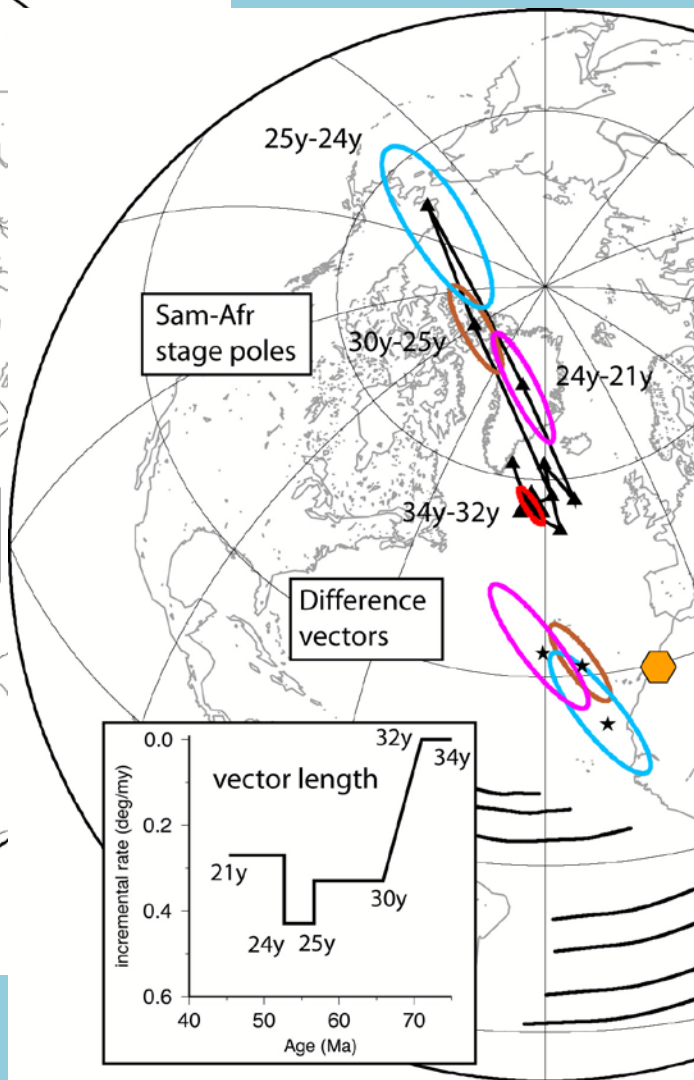 25y-24y
Sam-Afr
stage poles
30y-25y
24y-21y
34y-32y
Difference
vectors
vector length
32y
34y
21y
30y
24y
25y
0.0
0.2
0.4
0.6
incremental rate (deg/my)
40
50
60
70
Age (Ma)